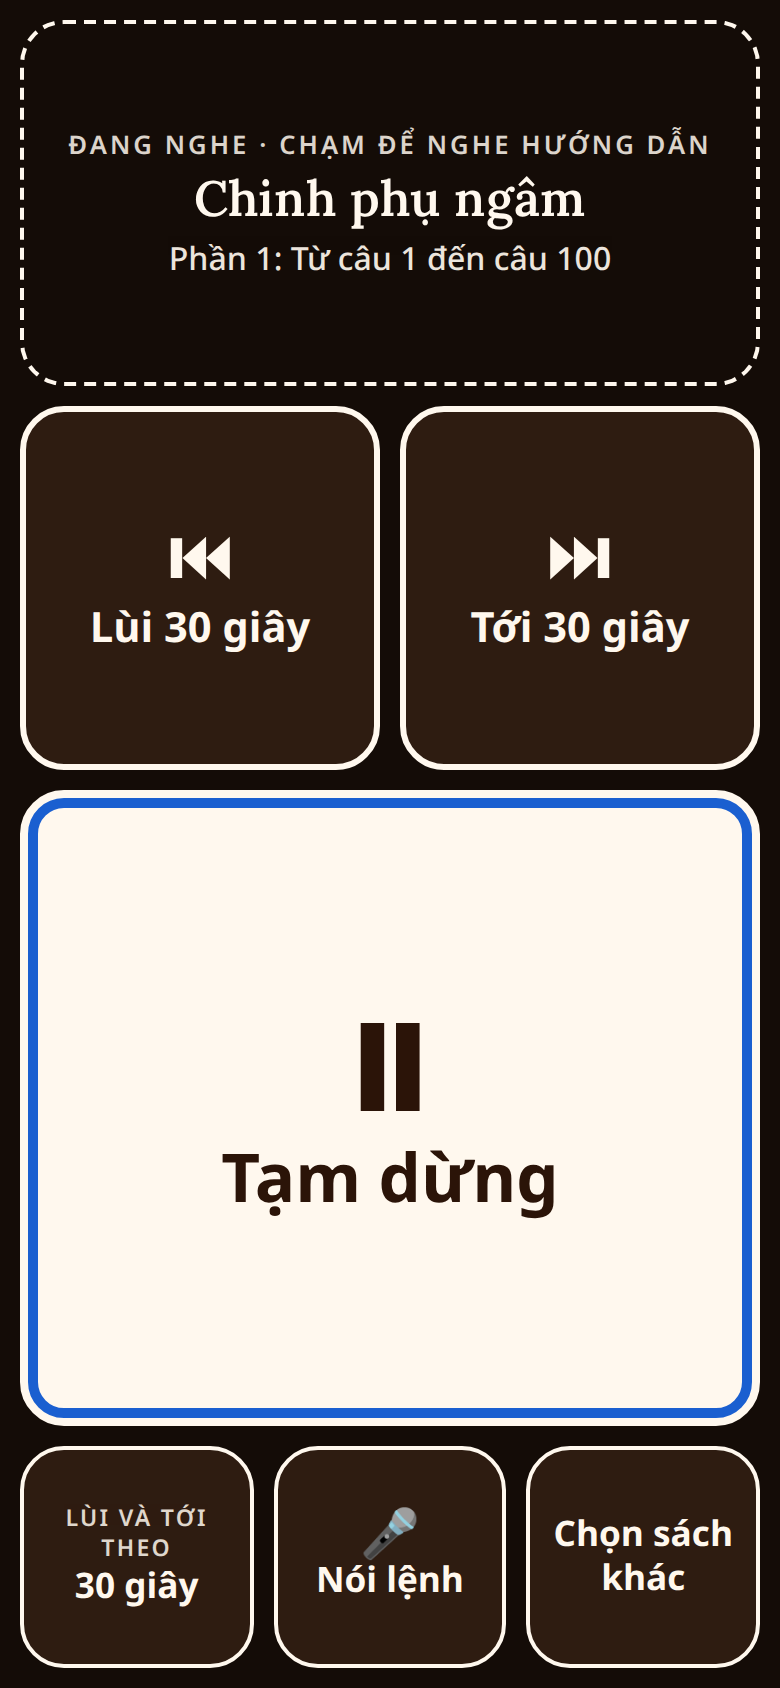 ĐANG NGHE · CHẠM ĐỂ NGHE HƯỚNG DẪN
Chinh phụ ngâm
Phần 1: Từ câu 1 đến câu 100
Lùi 30 giây
Tới 30 giây
Tạm dừng
LÙI VÀ TỚI
THEO
30 giây
Nói lệnh
Chọn sách
khác